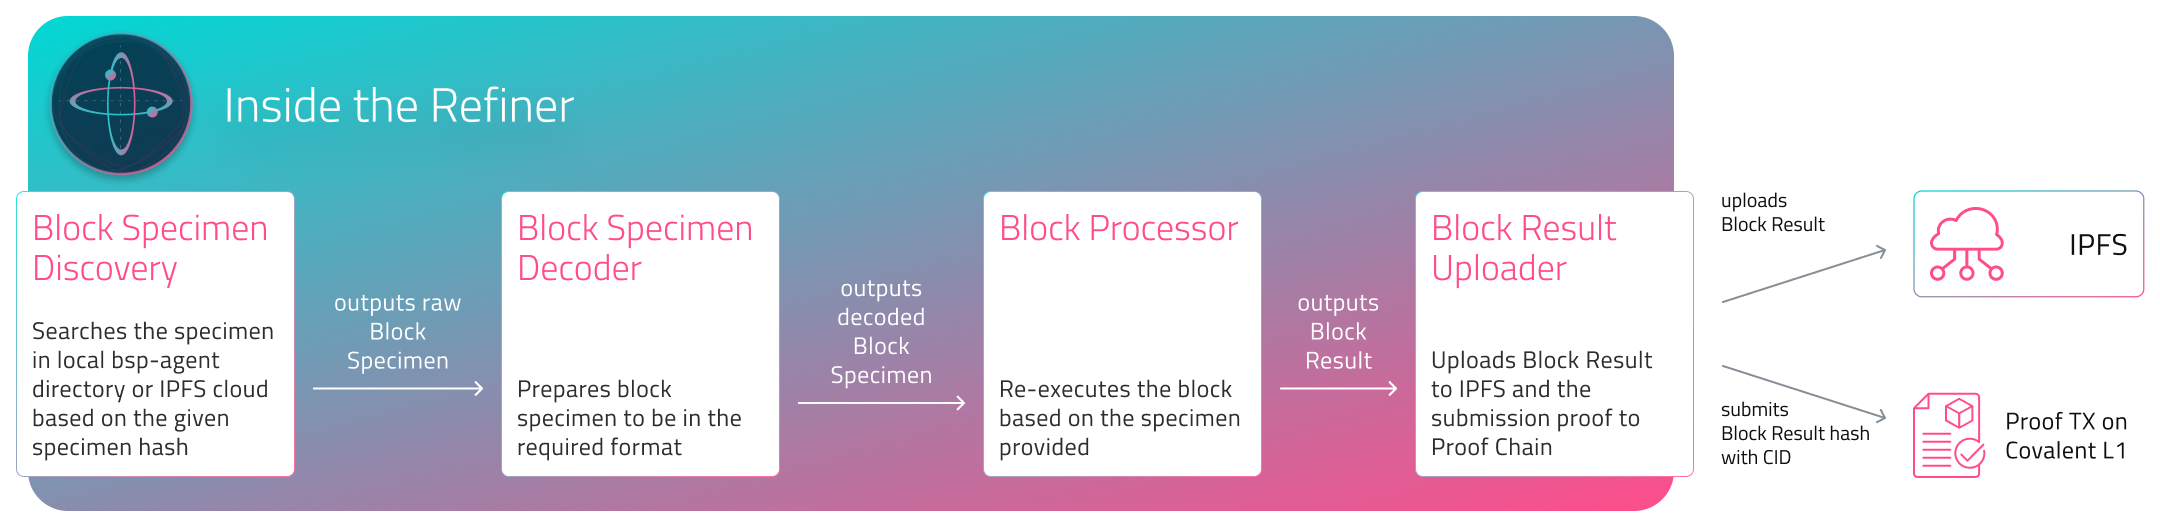 Inside the Refiner
Block Specimen
Discovery
Searches the specimen
in local bsp-agent
directory or IPFS cloud
based on the given
specimen hash
outputs raw
Block
Specimen
Block Specimen
Decoder
Prepares block
specimen to be in the
required format
outputs
decoded
Block
Specimen
Block Processor
Re-executes the block
based on the specimen
provided
outputs
Block
Result
Block Result
Uploader
Uploads Block Result
to IPFS and the
submission proof to
Proof Chain
uploads
Block Result
IPFS
submits
Block Result hash
with CID
Proof TX on
Covalent L1